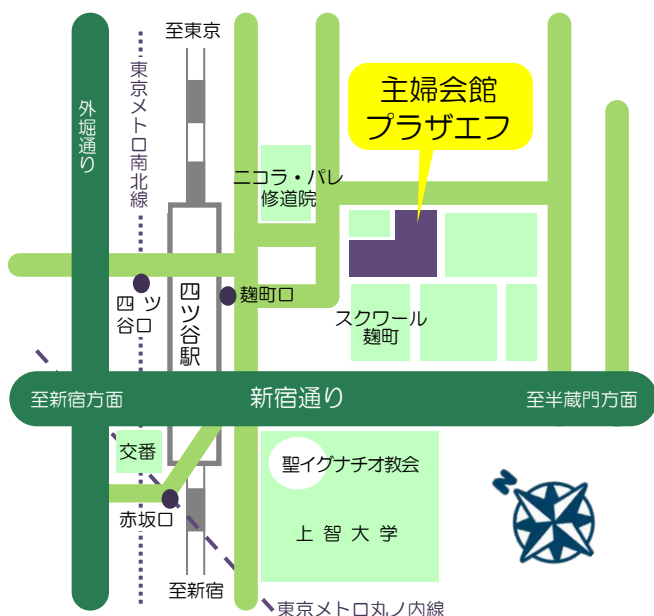 至東京
外堀通り
東京メトロ南北線
主婦会館
プラザエフ
ニコラ・バレ
修道院
四ツ
谷口
四ツ谷駅
麹町口
スクワール
麹町
至新宿方面
新宿通り
至半蔵門方面
交番
聖イグナチオ教会
赤坂口
上智大学
N
至新宿
東京メトロ丸ノ内線